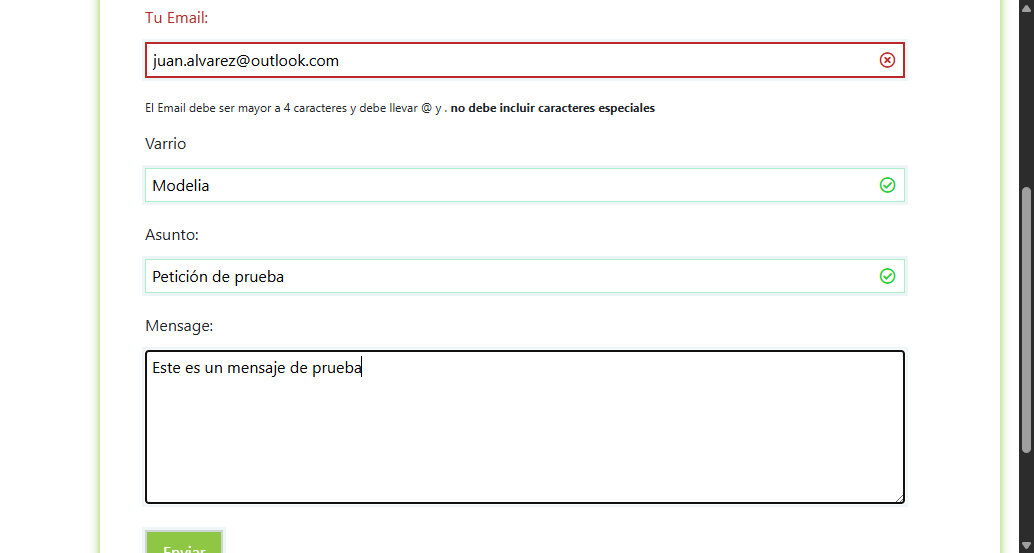 Tu Email:
juan.alvarez@outlook.com
El Email debe ser mayor a 4 caracteres y debe llevar @ y . no debe incluir caracteres especiales
Varrio
Modelia
Asunto:
Petición de prueba
Mensage:
Este es un mensaje de prueba
Enviar